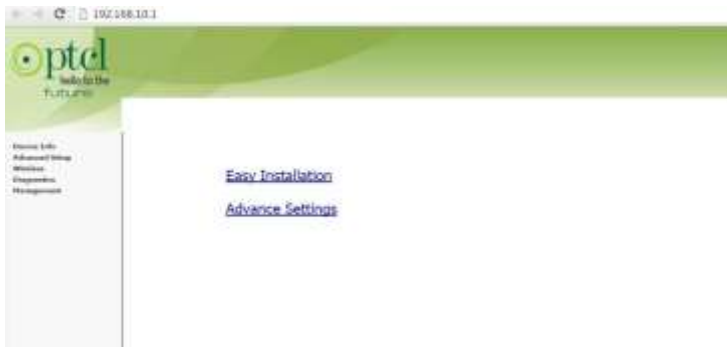 192.168.10.1
ptcl
hello to the
future
Device Info
Advanced Setup
Wireless
Diagnostics
Management
Easy Installation
Advance Settings